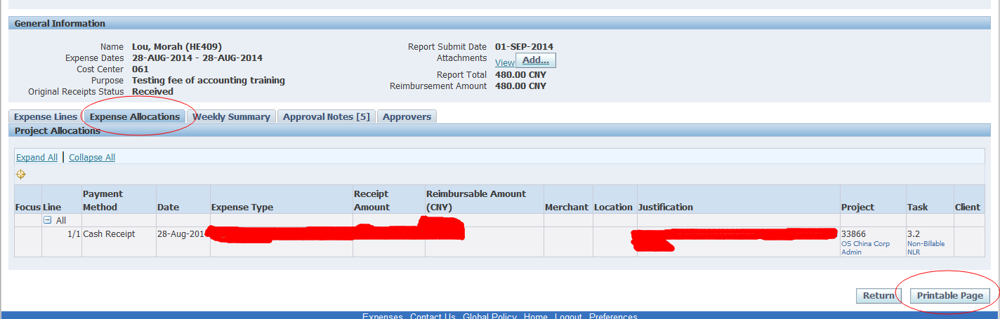 General Information
Name Lou, Morah (HE409)
Expense Dates 28-AUG-2014 - 28-AUG-2014
Cost Center 061
Purpose Testing fee of accounting training
Original Receipts Status Received
Report Submit Date 01-SEP-2014
Attachments View Add...
Report Total 480.00 CNY
Reimbursement Amount 480.00 CNY
Expense Lines Expense Allocations Weekly Summary Approval Notes [5] Approvers
Project Allocations
Expand All Collapse All
Payment Receipt Reimbursable Amount
Focus Line Method Date Expense Type Amount (CNY) Merchant Location Justification Project Task Client
All
1/1 Cash Receipt 28-Aug-201 33866 3.2
OS China Corp Non-Billable
Admin NLR
Return Printable Page
Expenses Contact Us Global Policy Home Logout Preferences